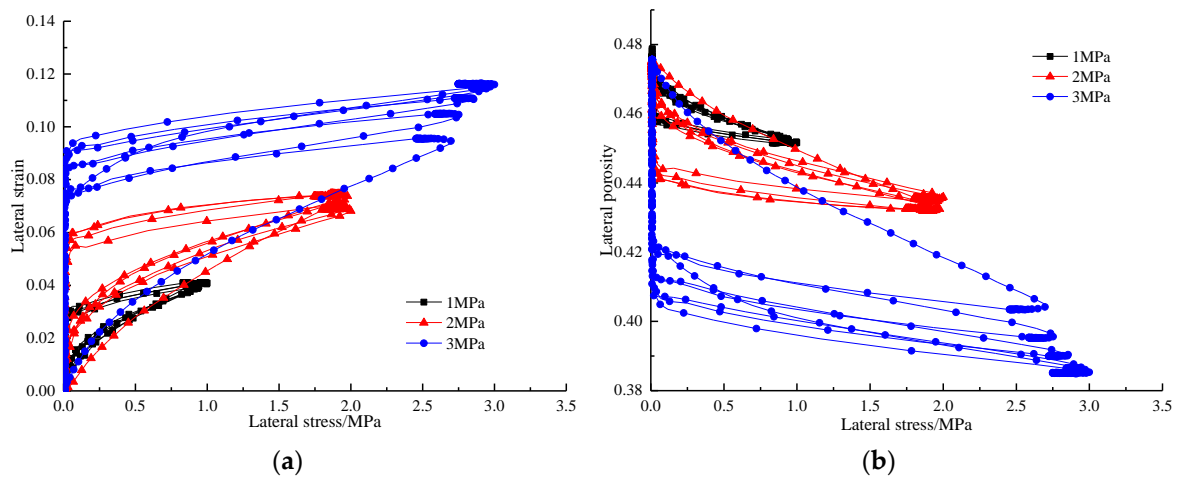 0.14
0.12
0.10
0.08
0.06
0.04
0.02
0.00
Lateral strain
0.0 0.5 1.0 1.5 2.0 2.5 3.0 3.5
Lateral stress/MPa
1MPa
2MPa
3MPa
(a)
0.48
0.46
0.44
0.42
0.40
0.38
Lateral porosity
0.0 0.5 1.0 1.5 2.0 2.5 3.0 3.5
Lateral stress/MPa
1MPa
2MPa
3MPa
(b)